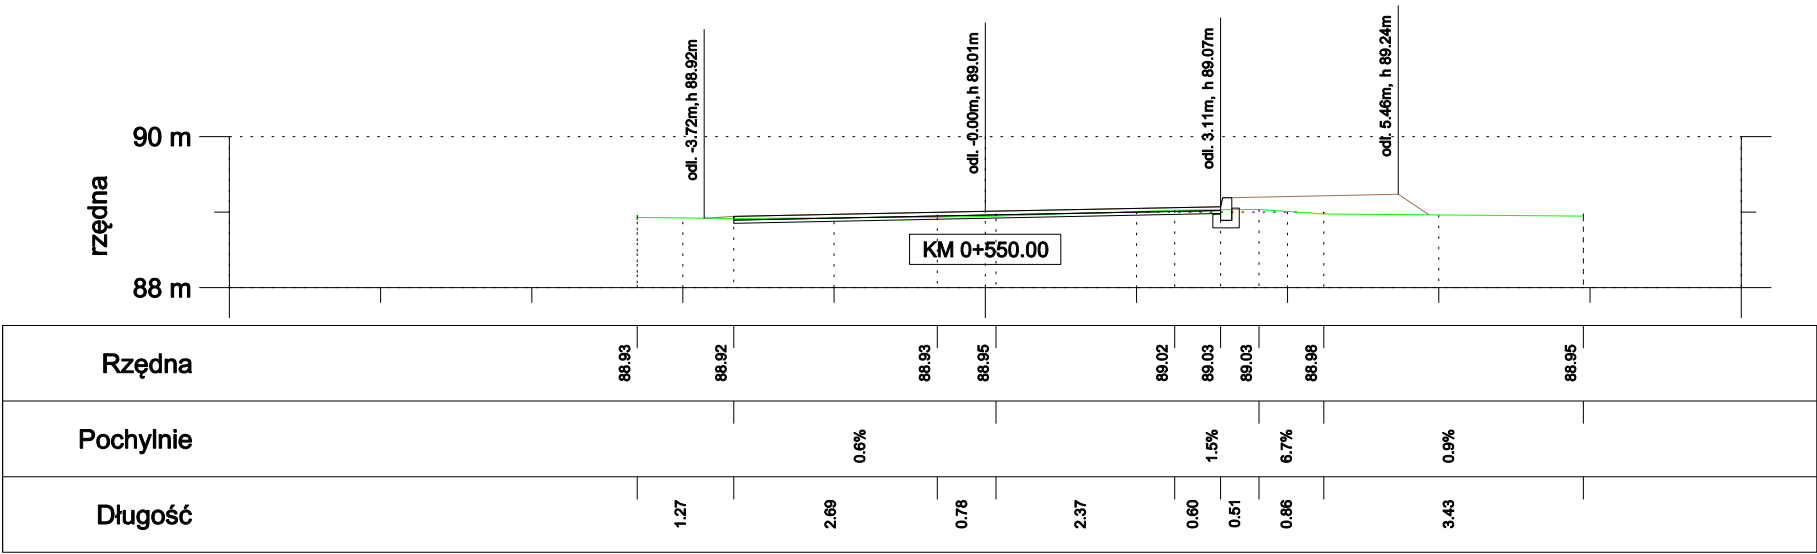 odl. -3.72m,h 88.92m
odl. -0.00m,h 89.01m
odl. 3.11m, h 89.07m
odl. 5.46m, h 89.24m
90 m
rzędna
88 m
KM 0+550.00
Rzędna
88.93
88.92
88.93
88.95
89.02
89.03
89.03
88.98
88.95
Pochylnie
0.6%
1.5%
6.7%
0.9%
Długość
1.27
2.69
0.78
2.37
0.60
0.51
0.86
3.43